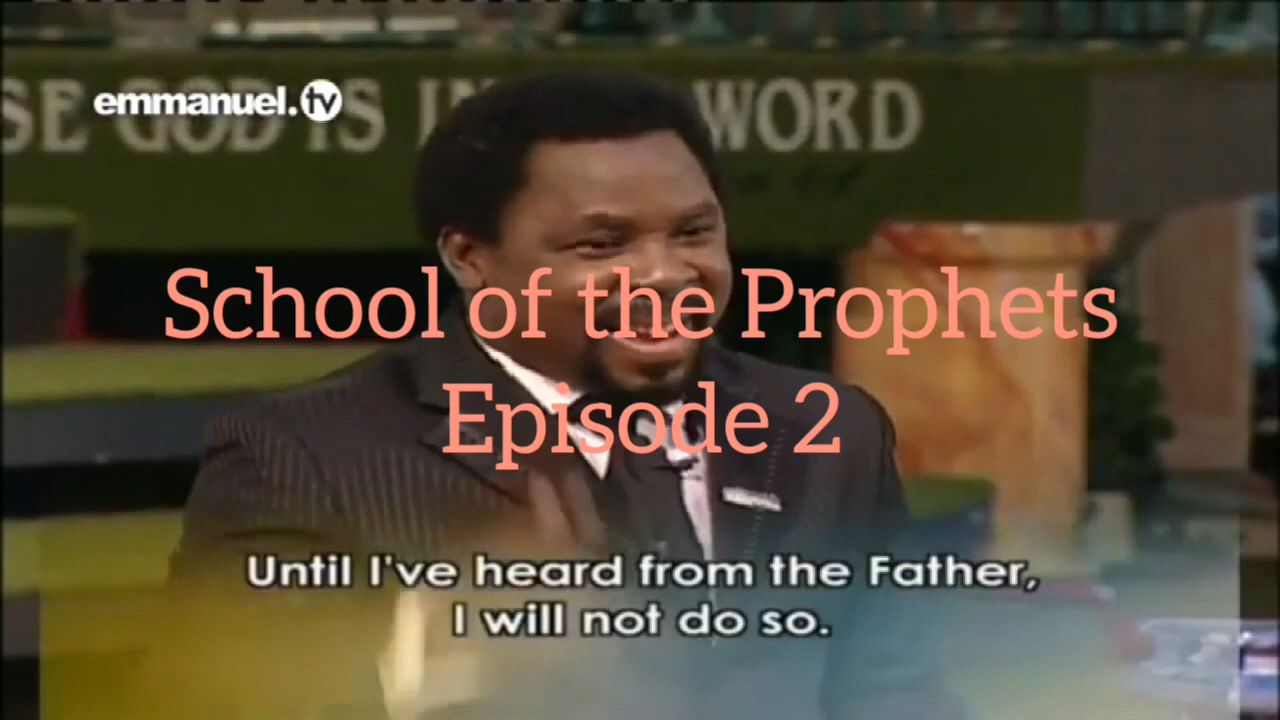 SE GOD IS IN WORD
emmanuel.tv
School of the Prophets
Episode 2
Until I've heard from the Father,
I will not do so.